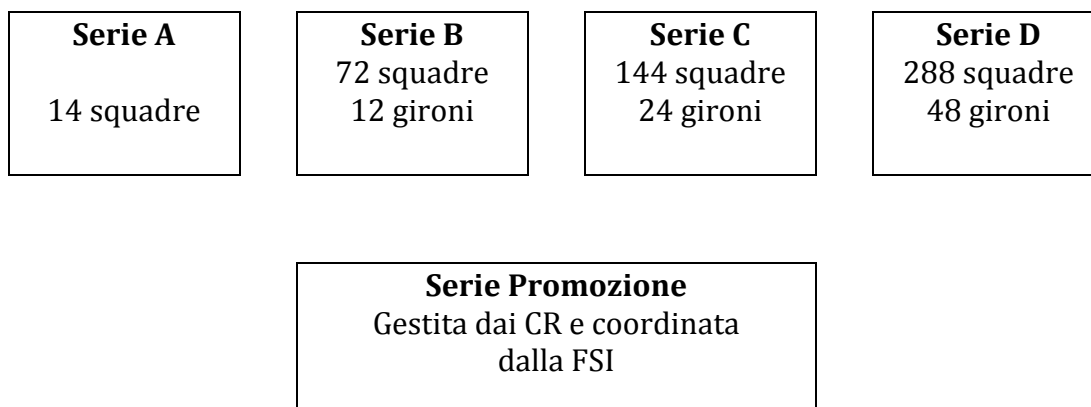 Serie A
14 squadre
Serie B
72 squadre
12 gironi
Serie C
144 squadre
24 gironi
Serie D
288 squadre
48 gironi
Serie Promozione
Gestita dai CR e coordinata
dalla FSI